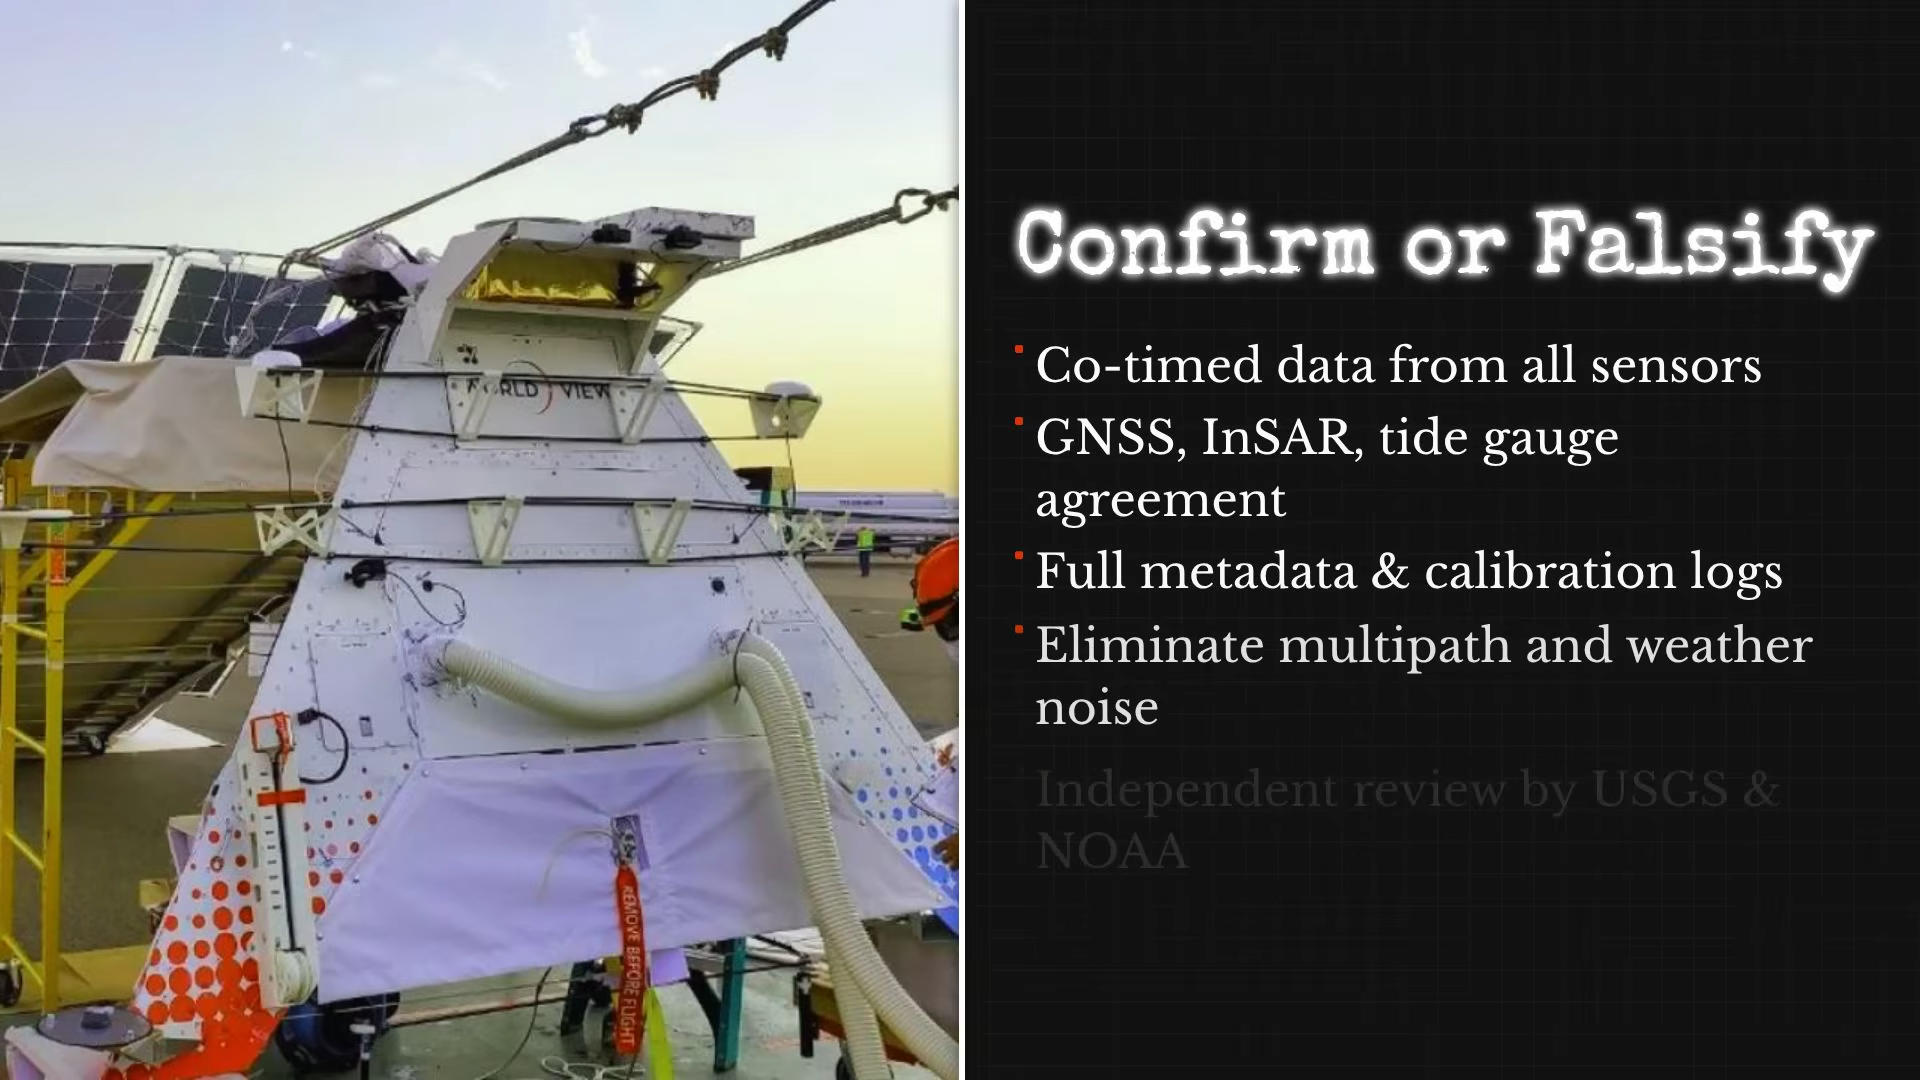 WORLD VIEW
REMOVE BEFORE FLIGHT
Confirm or Falsify
Co-timed data from all sensors
GNSS, InSAR, tide gauge
agreement
Full metadata & calibration logs
Eliminate multipath and weather
noise
Independent review by USGS &
NOAA